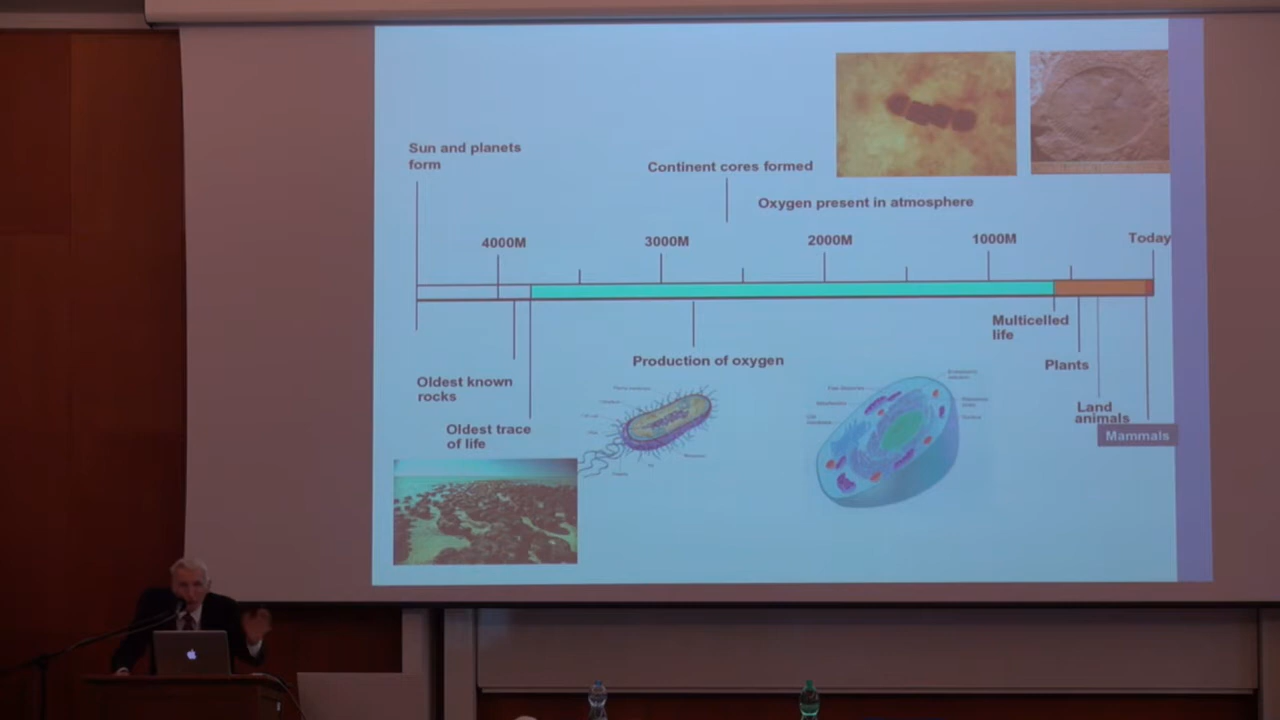 Sun and planets
form
Continent cores formed
Oxygen present in atmosphere
4000M
3000M
2000M
1000M
Today
Multicelled
life
Production of oxygen
Plants
Oldest known
rocks
Land
animals
Mammals
Oldest trace
of life